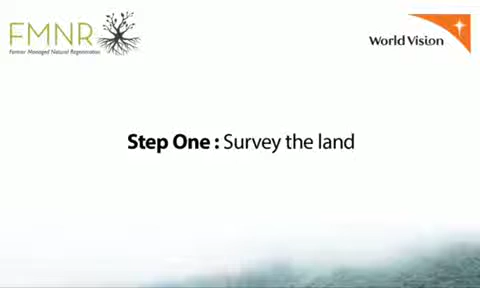 FMNR
Farmer Managed Natural Regeneration
World Vision
Step One : Survey the land